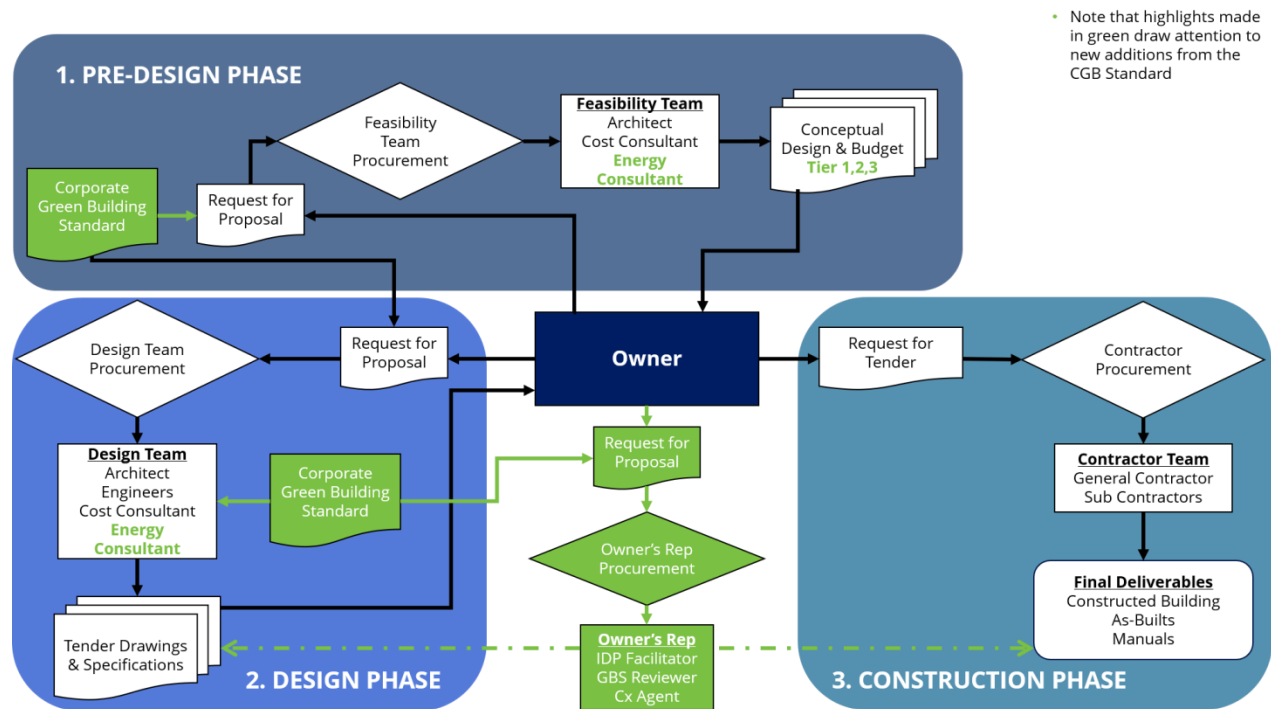 • Note that highlights made
in green draw attention to
new additions from the
CGB Standard
1. PRE-DESIGN PHASE
Corporate
Green Building
Standard
Request for
Proposal
Feasibility
Team
Procurement
Feasibility Team
Architect
Cost Consultant
Energy
Consultant
Conceptual
Design & Budget
Tier 1,2,3
Owner
Design Team
Procurement
Request for
Proposal
Design Team
Architect
Engineers
Cost Consultant
Energy
Consultant
Corporate
Green Building
Standard
Tender Drawings
& Specifications
2. DESIGN PHASE
Request for
Proposal
Owner's Rep
Procurement
Owner's Rep
IDP Facilitator
GBS Reviewer
Cx Agent
Request for
Tender
Contractor
Procurement
Contractor Team
General Contractor
Sub Contractors
Final Deliverables
Constructed Building
As-Builts
Manuals
3. CONSTRUCTION PHASE